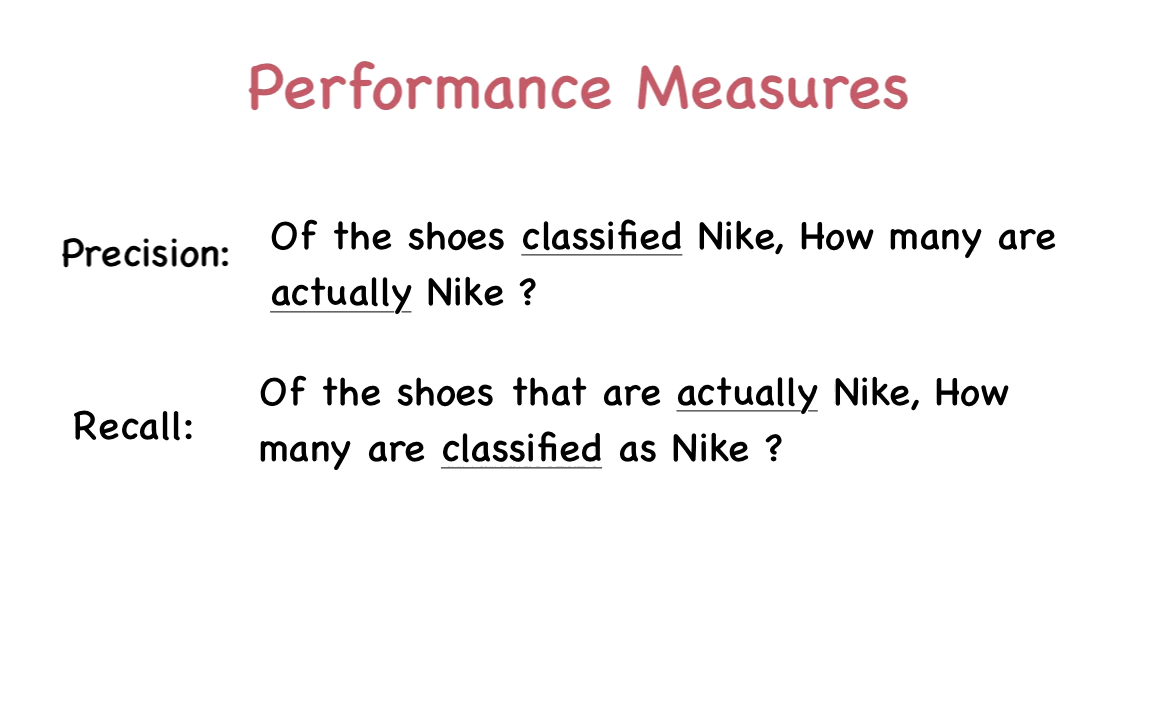 Performance Measures
Precision:
Of the shoes classified Nike, How many are
actually Nike ?
Recall:
Of the shoes that are actually Nike, How
many are classified as Nike ?